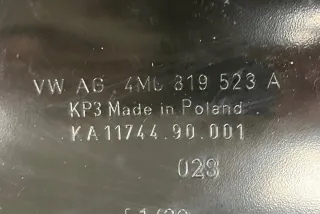 VW AG 4M0 819 523 A
KP3 Made in Poland
KA11744.90.001
028